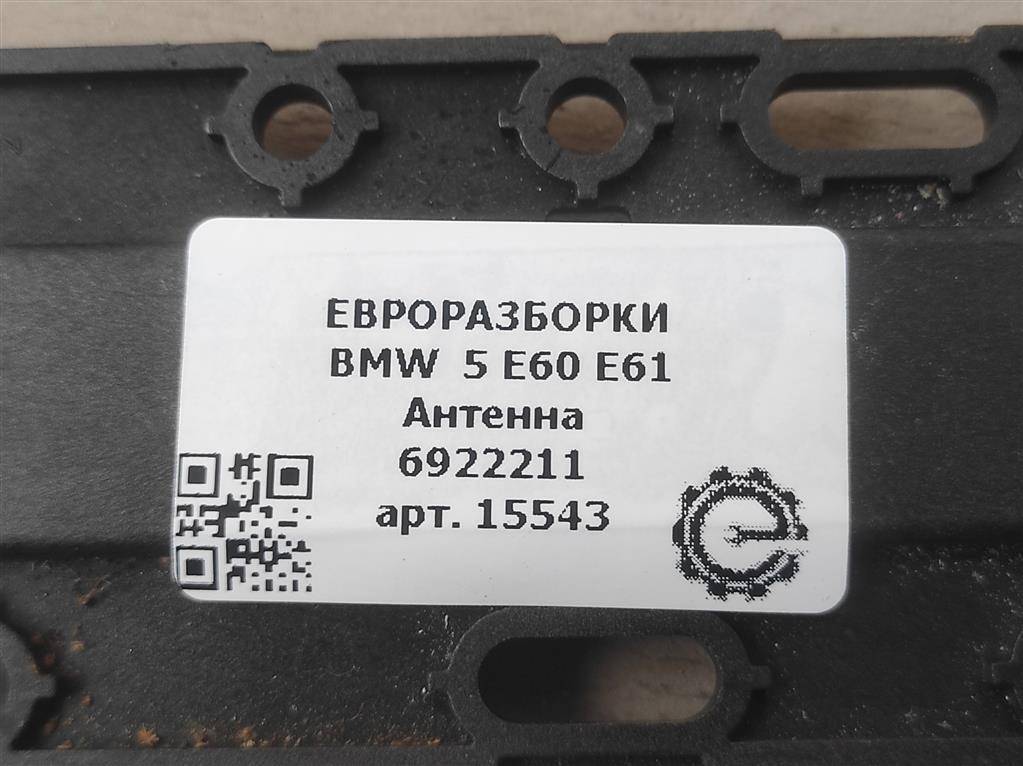 ЕВРОРАЗБОРКИ
BMW 5 E60 E61
Антенна
6922211
арт. 15543